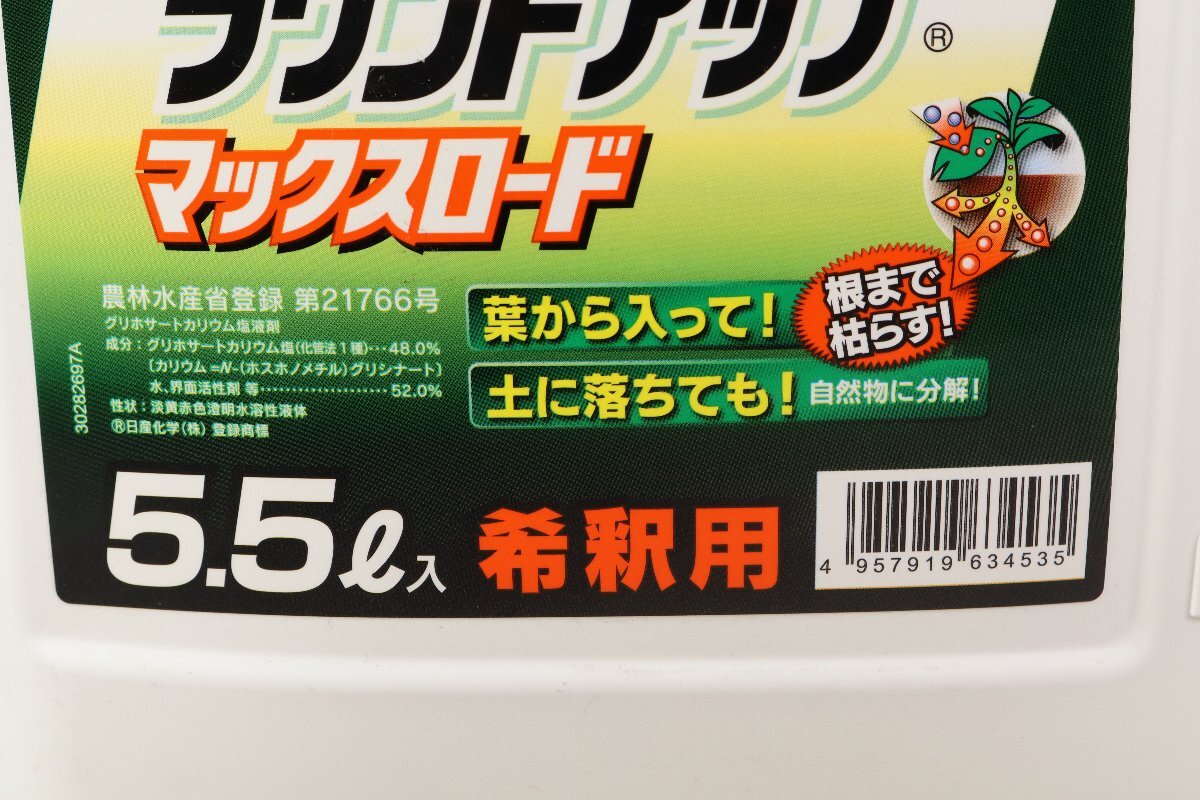 ラウンドアップ®
マックスロード
農林水産省登録 第21766号
グリホサートカリウム塩液剤
成分：グリホサートカリウム塩（化管法1種）…48.0%
〔カリウム=N-（ホスホノメチル）グリシナート〕
水、界面活性剤 等……………………52.0%
性状：淡黄赤色澄明水溶性液体
®日産化学（株）登録商標
30282697A
葉から入って！
根まで
枯らす！
土に落ちても！自然物に分解！
5.5ℓ入
希釈用
4 957919 634535